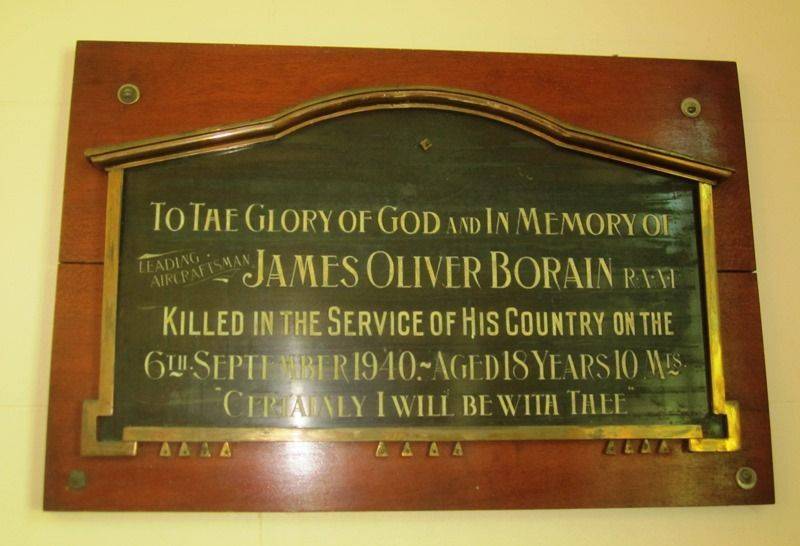 TO THE GLORY OF GOD AND IN MEMORY OF
LEADING AIRCRAFTSMAN JAMES OLIVER BORAIN R.A.A.F.
KILLED IN THE SERVICE OF HIS COUNTRY ON THE
6TH. SEPTEMBER 1940.~AGED 18 YEARS 10 MTS.
"CERTAINLY I WILL BE WITH THEE"